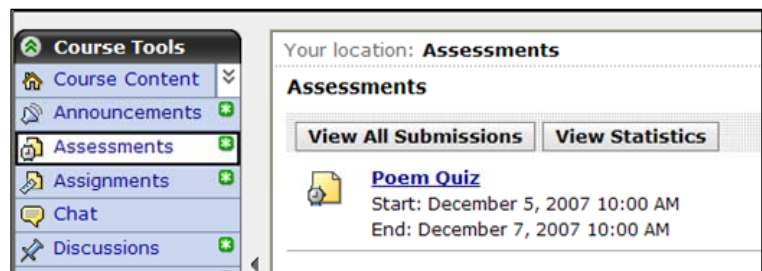 Course Tools
Course Content
Announcements
Assessments
Assignments
Chat
Discussions
Your location: Assessments
Assessments
View All Submissions View Statistics
Poem Quiz
Start: December 5, 2007 10:00 AM
End: December 7, 2007 10:00 AM